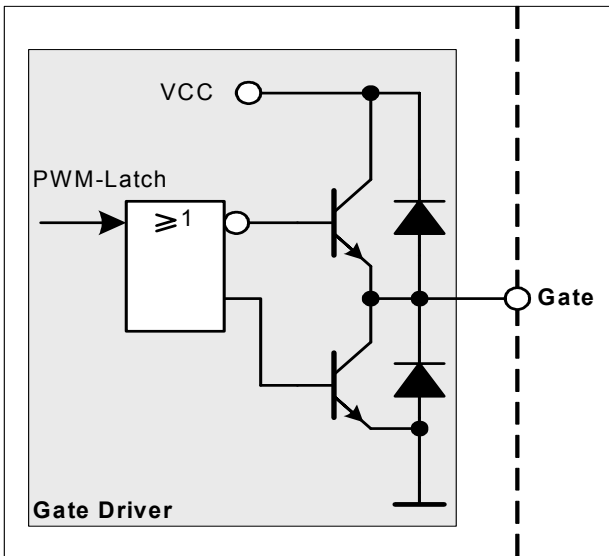 VCC
PWM-Latch
≥1
Gate
Gate Driver